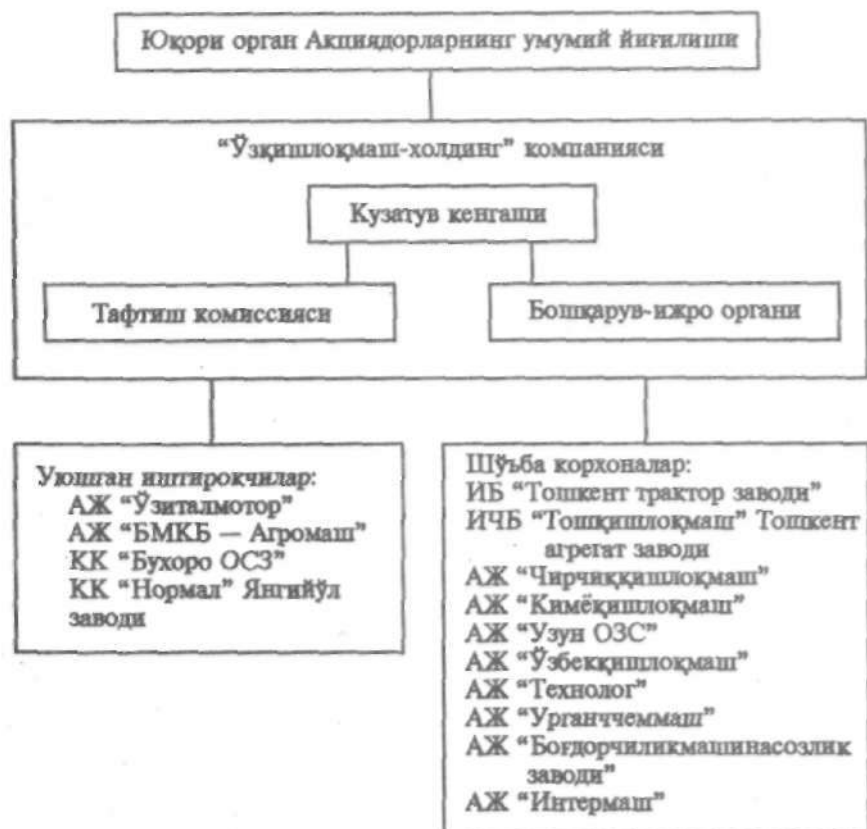 Юқори орган Акциядорларнинг умумий йиғилиши
“Ўзқишлоқмаш-холдинг” компанияси
Кузатув кенгаши
Тафтиш комиссияси
Бошқарув-ижро органи
Уюшган иштирокчилар:
АЖ “Ўзиталмотор”
АЖ “БМКБ — Агромаш”
КК “Бухоро ОСЗ”
КК “Нормал” Янгийўл
заводи
Шўъба корхоналар:
ИБ “Тошкент трактор заводи”
ИЧБ “Тошқишлоқмаш” Тошкент
агрегат заводи
АЖ “Чирчиққишлоқмаш”
АЖ “Кимёқишлоқмаш”
АЖ “Узун ОЗС”
АЖ “Ўзбекқишлоқмаш”
АЖ “Технолог”
АЖ “Урганччеммаш”
АЖ “Боғдорчиликмашинасозлик
заводи”
АЖ “Интермаш”